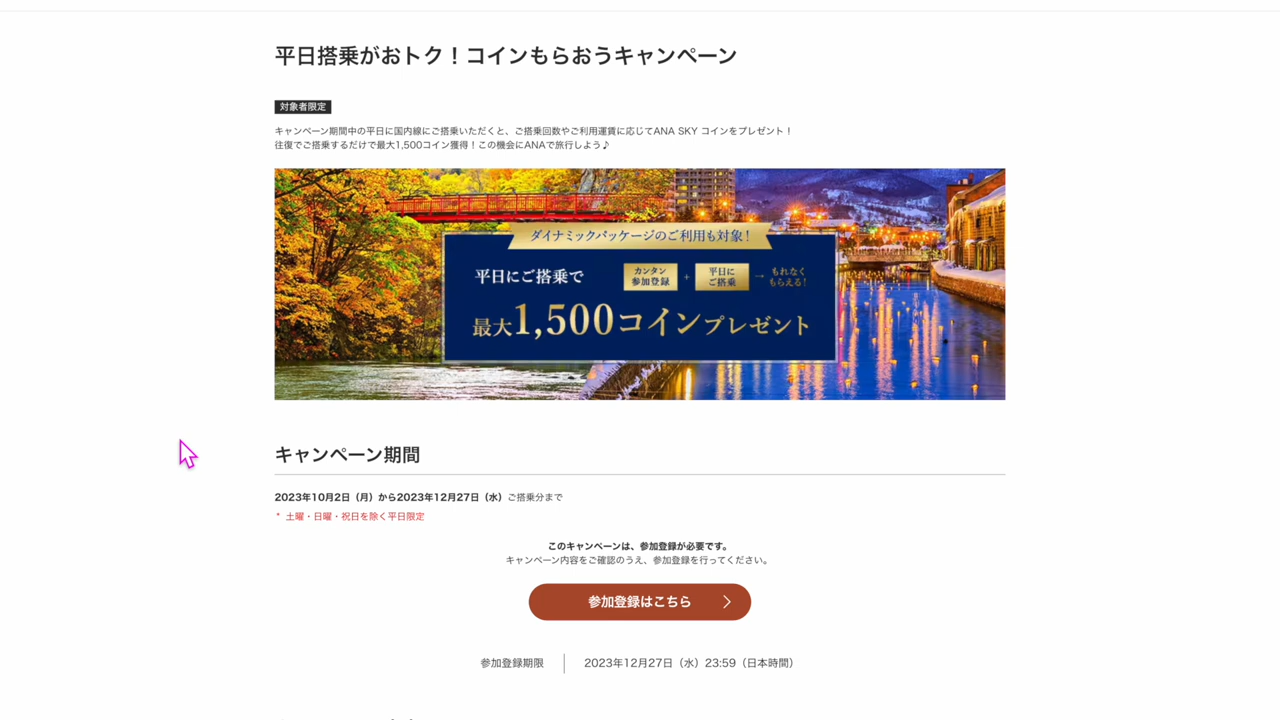 平日搭乗がおトク！コインもらおうキャンペーン
対象者限定
キャンペーン期間中の平日に国内線にご搭乗いただくと、ご搭乗回数やご利用運賃に応じてANA SKY コインをプレゼント！
往復でご搭乗するだけで最大1,500コイン獲得！この機会にANAで旅行しよう♪
ダイナミックパッケージのご利用も対象！
平日にご搭乗で カンタン参加登録 + 平日にご搭乗 → もれなくもらえる！
最大1,500コインプレゼント
キャンペーン期間
2023年10月2日（月）から2023年12月27日（水）ご搭乗分まで
* 土曜・日曜・祝日を除く平日限定
このキャンペーンは、参加登録が必要です。
キャンペーン内容をご確認のうえ、参加登録を行ってください。
参加登録はこちら
参加登録期限 2023年12月27日（水）23:59（日本時間）